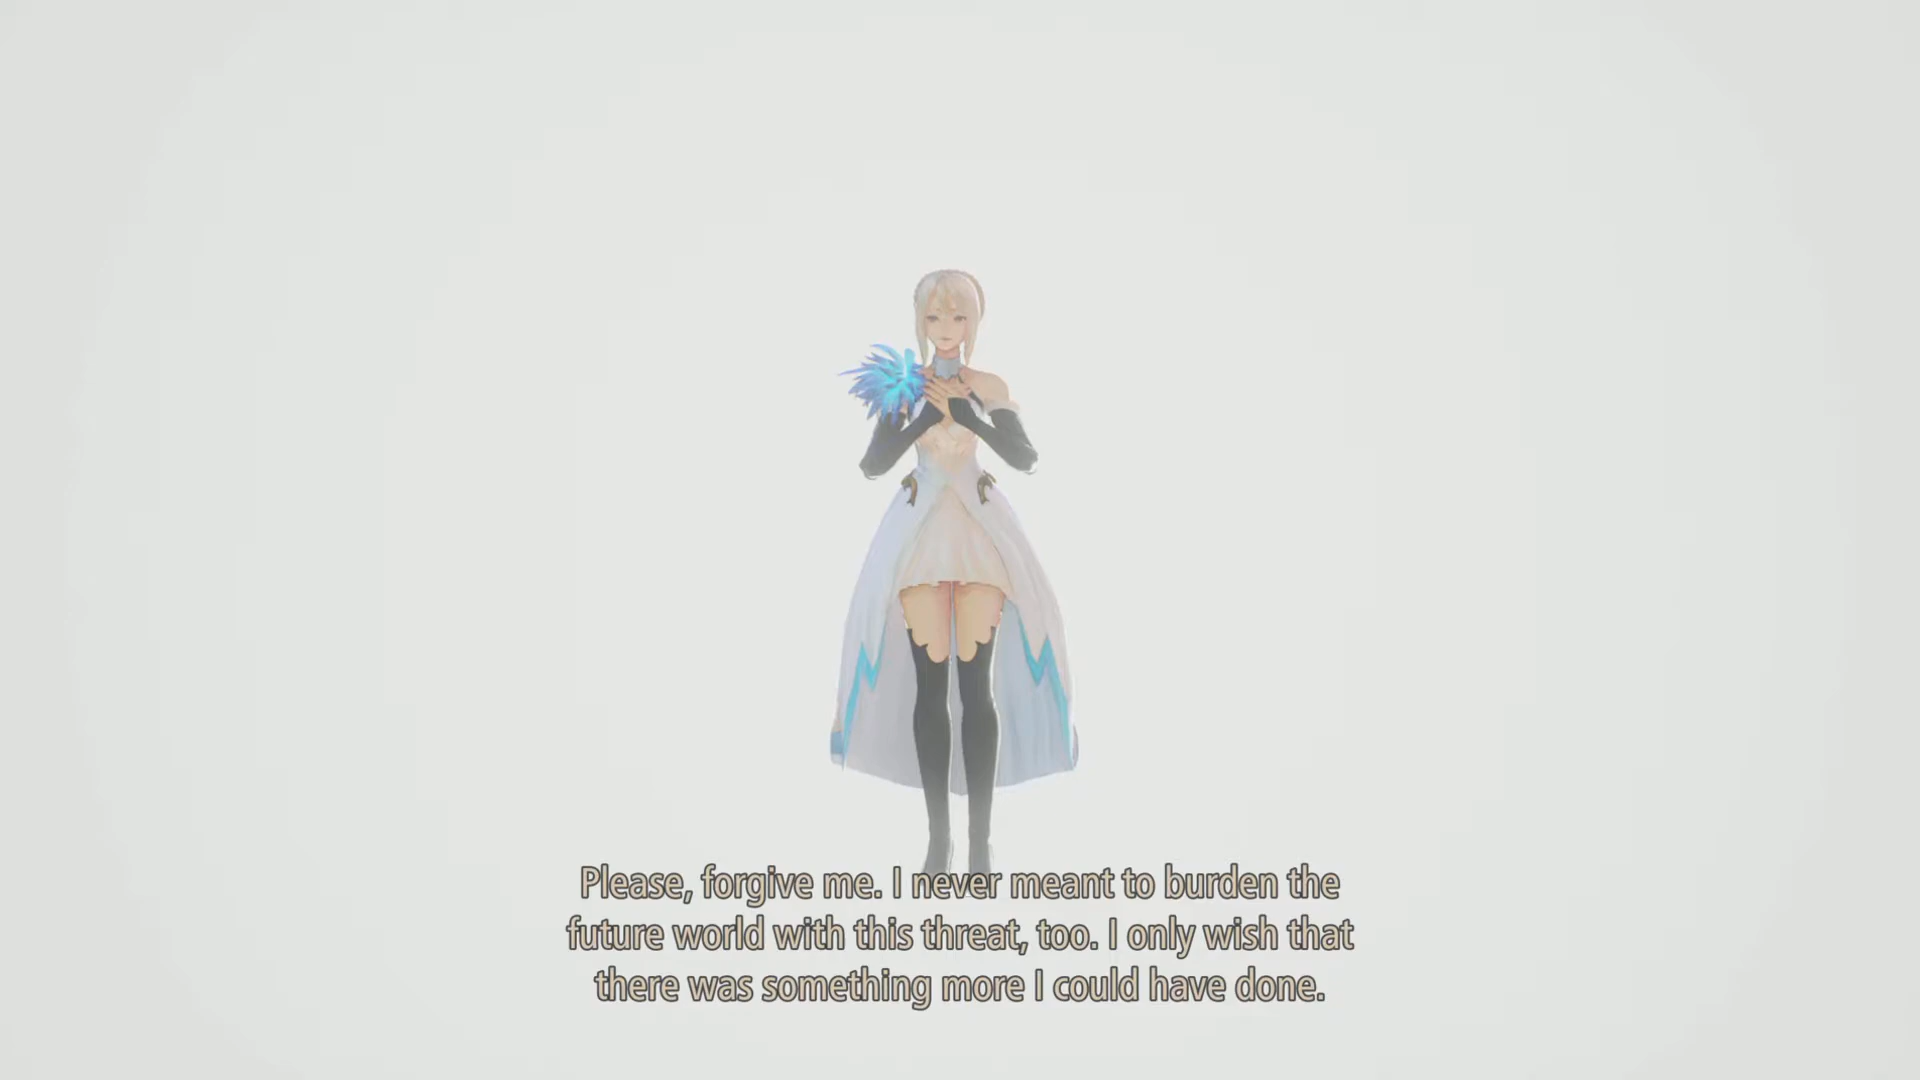 Please, forgive me. I never meant to burden the
future world with this threat, too. I only wish that
there was something more I could have done.